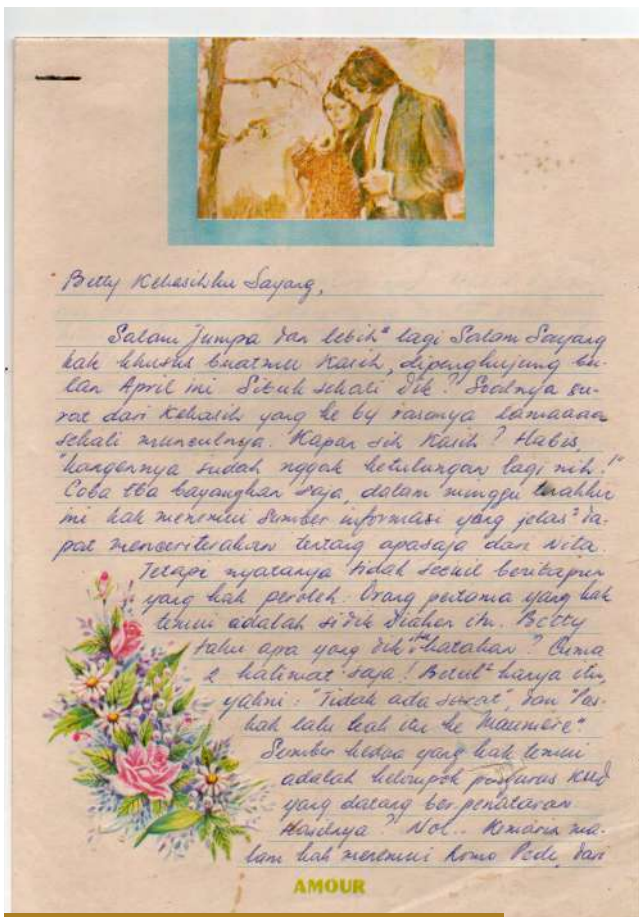 Betty Kekasihku Sayang,
Salam Jumpa dan lebih² lagi Salam Sayang
kak khusus buatmu Kasih, dipenghujung bu-
lan April ini. Sibuk sekali dik? Soalnya su-
rat dari Kekasih yang ke by rasanya lamaaaa
sekali munculnya. Kapan sih Kasih? Habis,
"kangennya sudah nggak ketulungan lagi nih!"
Coba tba bayangkan saja, dalam minggu terakhir
ini kak menemui sumber informasi yang jelas² da-
pat menceriterakan tentang apasaja dari Nita.
Tetapi nyatanya tidak secuil beritapun
yang kak peroleh. Orang pertama yang kak
temui adalah si dik itu. Betty
tahu apa yang dik itu katakan? Cuma
2 kalimat saja! Betul² hanya itu,
yakni: "Tidak ada surat", dan "Pas-
kah lalu kak itu ke Maumere".
Sumber kedua yang kak temui
adalah kelompok pengurus KUD
yang datang berpenataran.
Hasilnya? Nol.. Kemarin ma-
lam kak menemui Romo Pede, dari
AMOUR